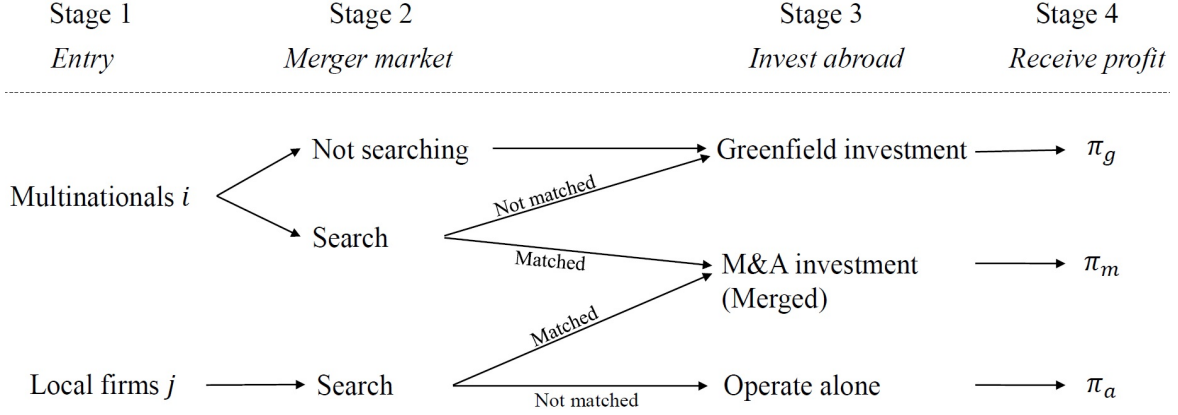 Stage 1 Stage 2 Stage 3 Stage 4
Entry Merger market Invest abroad Receive profit
Not searching Greenfield investment π_g
Multinationals i
Not matched
Search
Matched
M&A investment π_m
(Merged)
Matched
Local firms j Search Operate alone π_a
Not matched